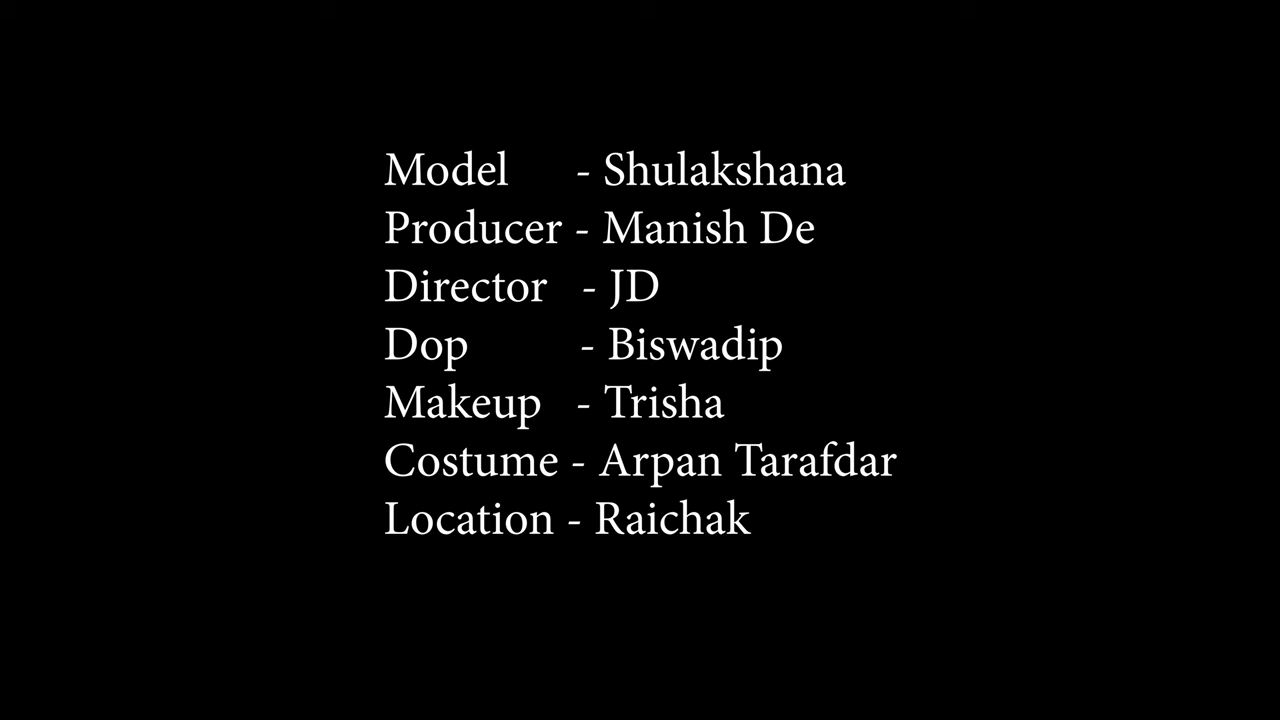 Model - Shulakshana
Producer - Manish De
Director - JD
Dop - Biswadip
Makeup - Trisha
Costume - Arpan Tarafdar
Location - Raichak